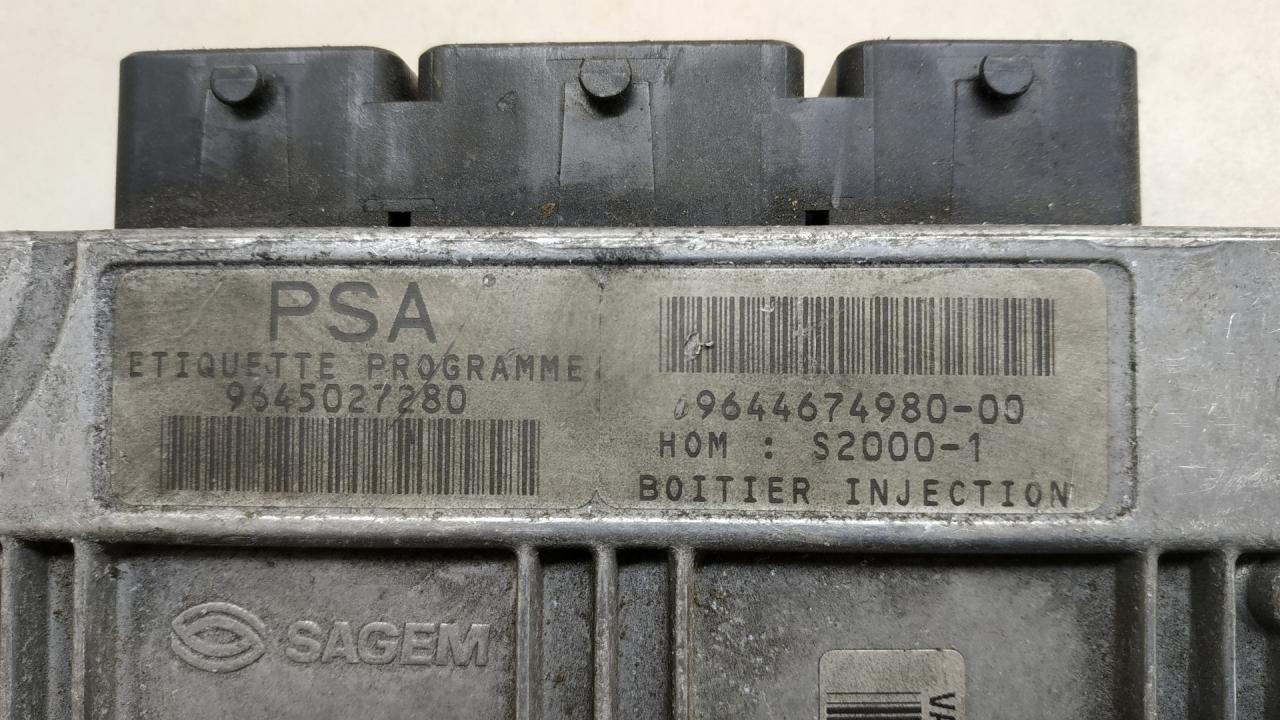 PSA
ETIQUETTE PROGRAMME
9645027280
9644674980-00
HOM : S2000-1
BOITIER INJECTION
SAGEM